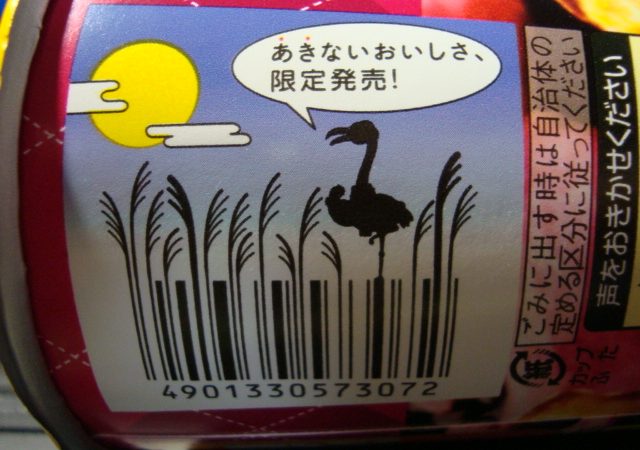 あきないおいしさ、
限定発売!
4901330573072
ごみに出す時は自治体の
定める区分に従ってください
声をおきかせください
紙
カップ
ふた